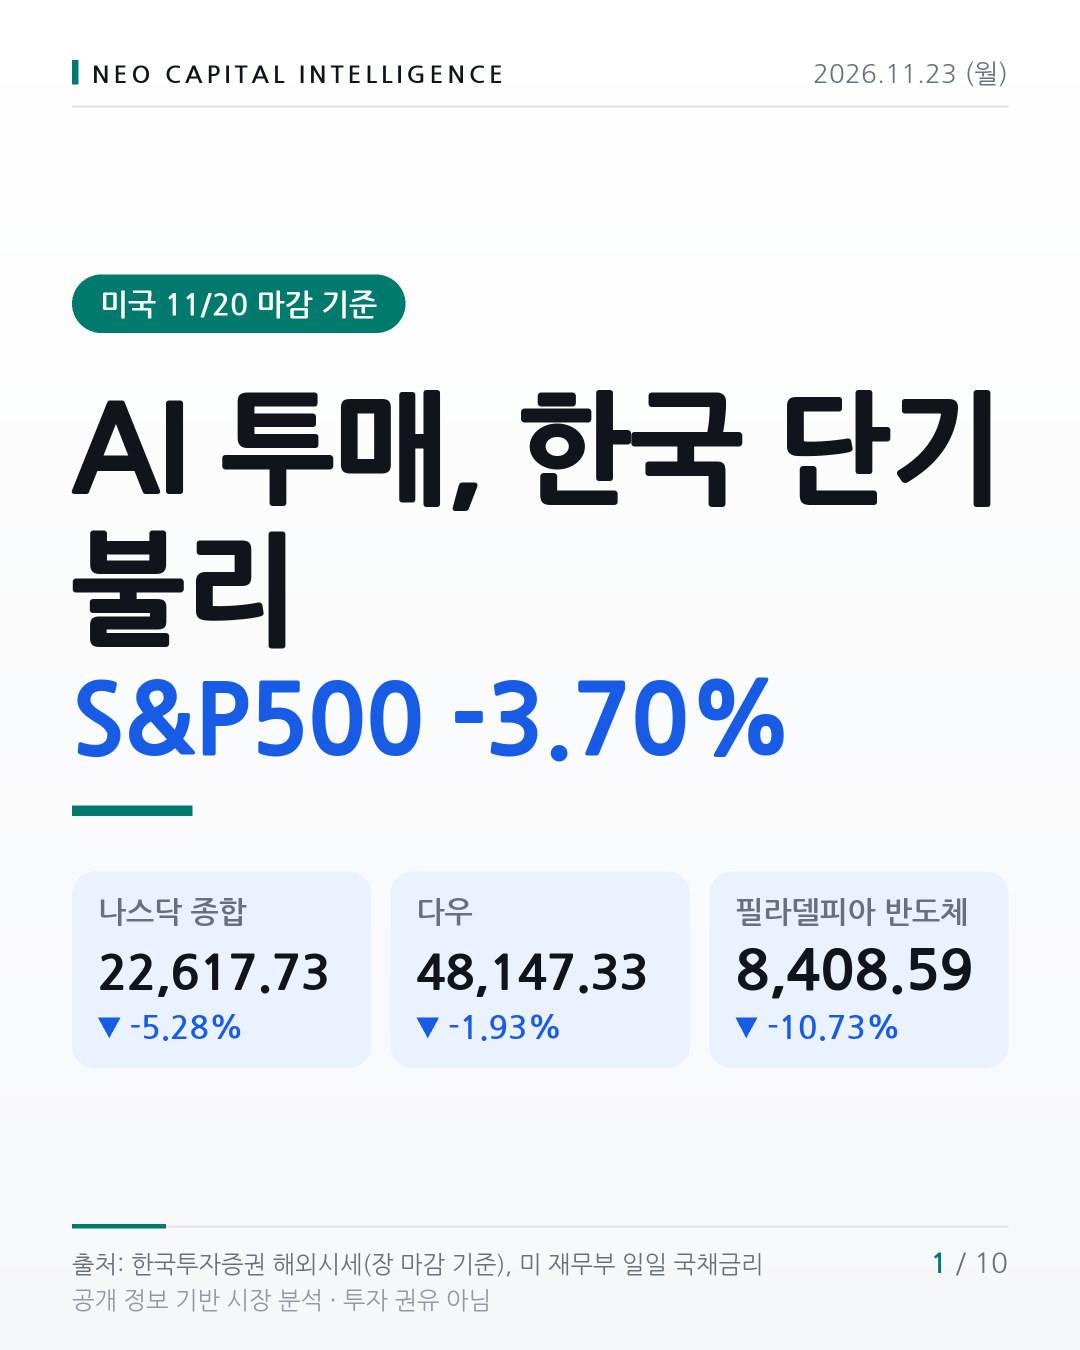 NEO CAPITAL INTELLIGENCE
2026.11.23 (월)
미국 11/20 마감 기준
AI 투매, 한국 단기
불리
S&P500 -3.70%
나스닥 종합
22,617.73
▼ -5.28%
다우
48,147.33
▼ -1.93%
필라델피아 반도체
8,408.59
▼ -10.73%
출처: 한국투자증권 해외시세(장 마감 기준), 미 재무부 일일 국채금리
1 / 10
공개 정보 기반 시장 분석 · 투자 권유 아님